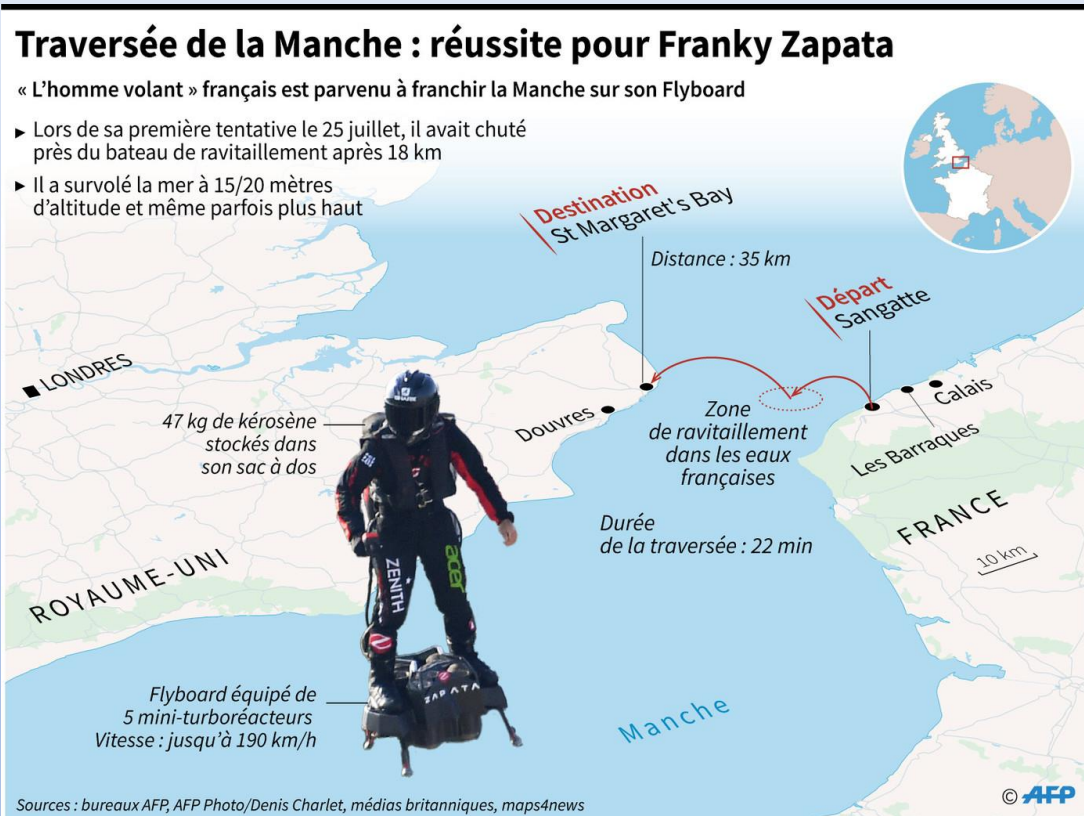 Traversée de la Manche : réussite pour Franky Zapata
« L'homme volant » français est parvenu à franchir la Manche sur son Flyboard
▸ Lors de sa première tentative le 25 juillet, il avait chuté
près du bateau de ravitaillement après 18 km
▸ Il a survolé la mer à 15/20 mètres
d'altitude et même parfois plus haut
Destination
St Margaret's Bay
Distance : 35 km
Départ
Sangatte
LONDRES
Douvres
Zone
de ravitaillement
dans les eaux
françaises
Calais
Les Barraques
47 kg de kérosène
stockés dans
son sac à dos
SHARK
Durée
de la traversée : 22 min
FRANCE
10 km
ROYAUME-UNI
ZENITH
acer
ZAPATA
Flyboard équipé de
5 mini-turboréacteurs
Vitesse : jusqu'à 190 km/h
Manche
Sources : bureaux AFP, AFP Photo/Denis Charlet, médias britanniques, maps4news
© AFP